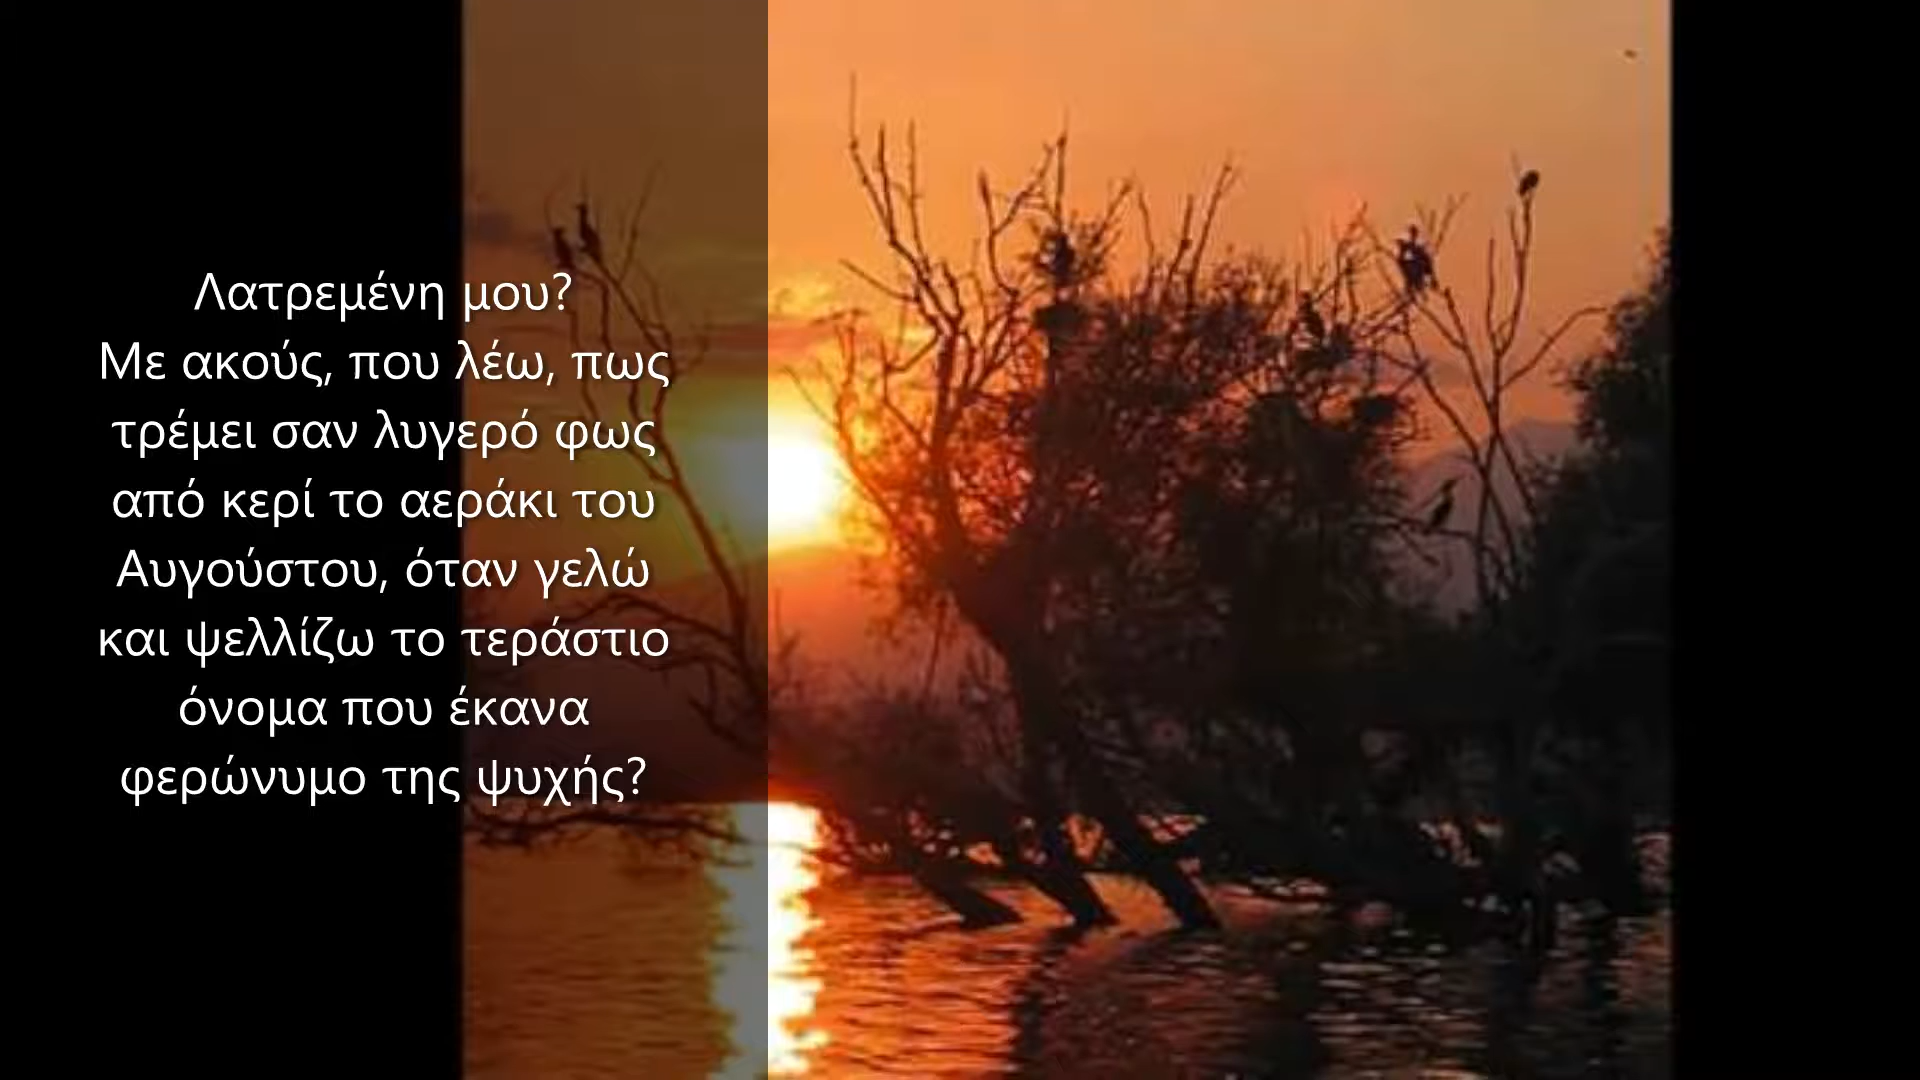 Λατρεμένη μου?
Με ακούς, που λέω, πως
τρέμει σαν λυγερό φως
από κερί το αεράκι του
Αυγούστου, όταν γελώ
και ψελλίζω το τεράστιο
όνομα που έκανα
φερώνυμο της ψυχής?